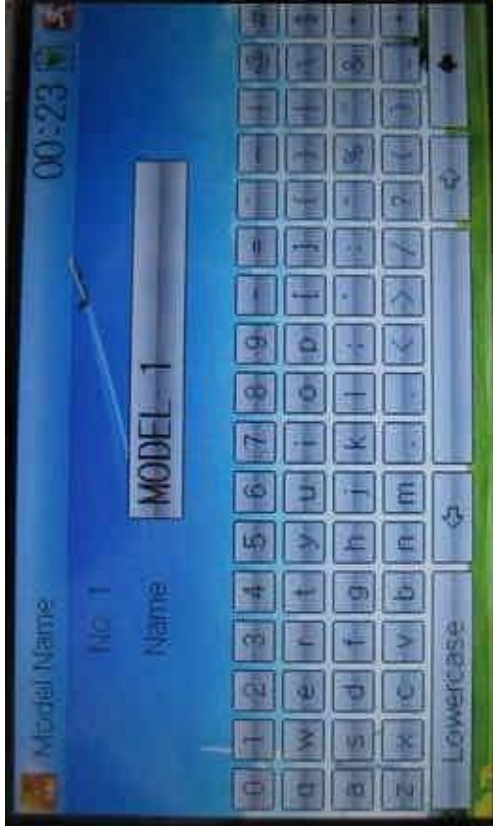 Model Name 00:23
No. 1
Name MODEL 1
0 1 2 3 4 5 6 7 8 9 - =
q w e r t y u i o p [ ]
a s d f g h j k l ; :
z x c v b n m , . < > / ?
Lowercase